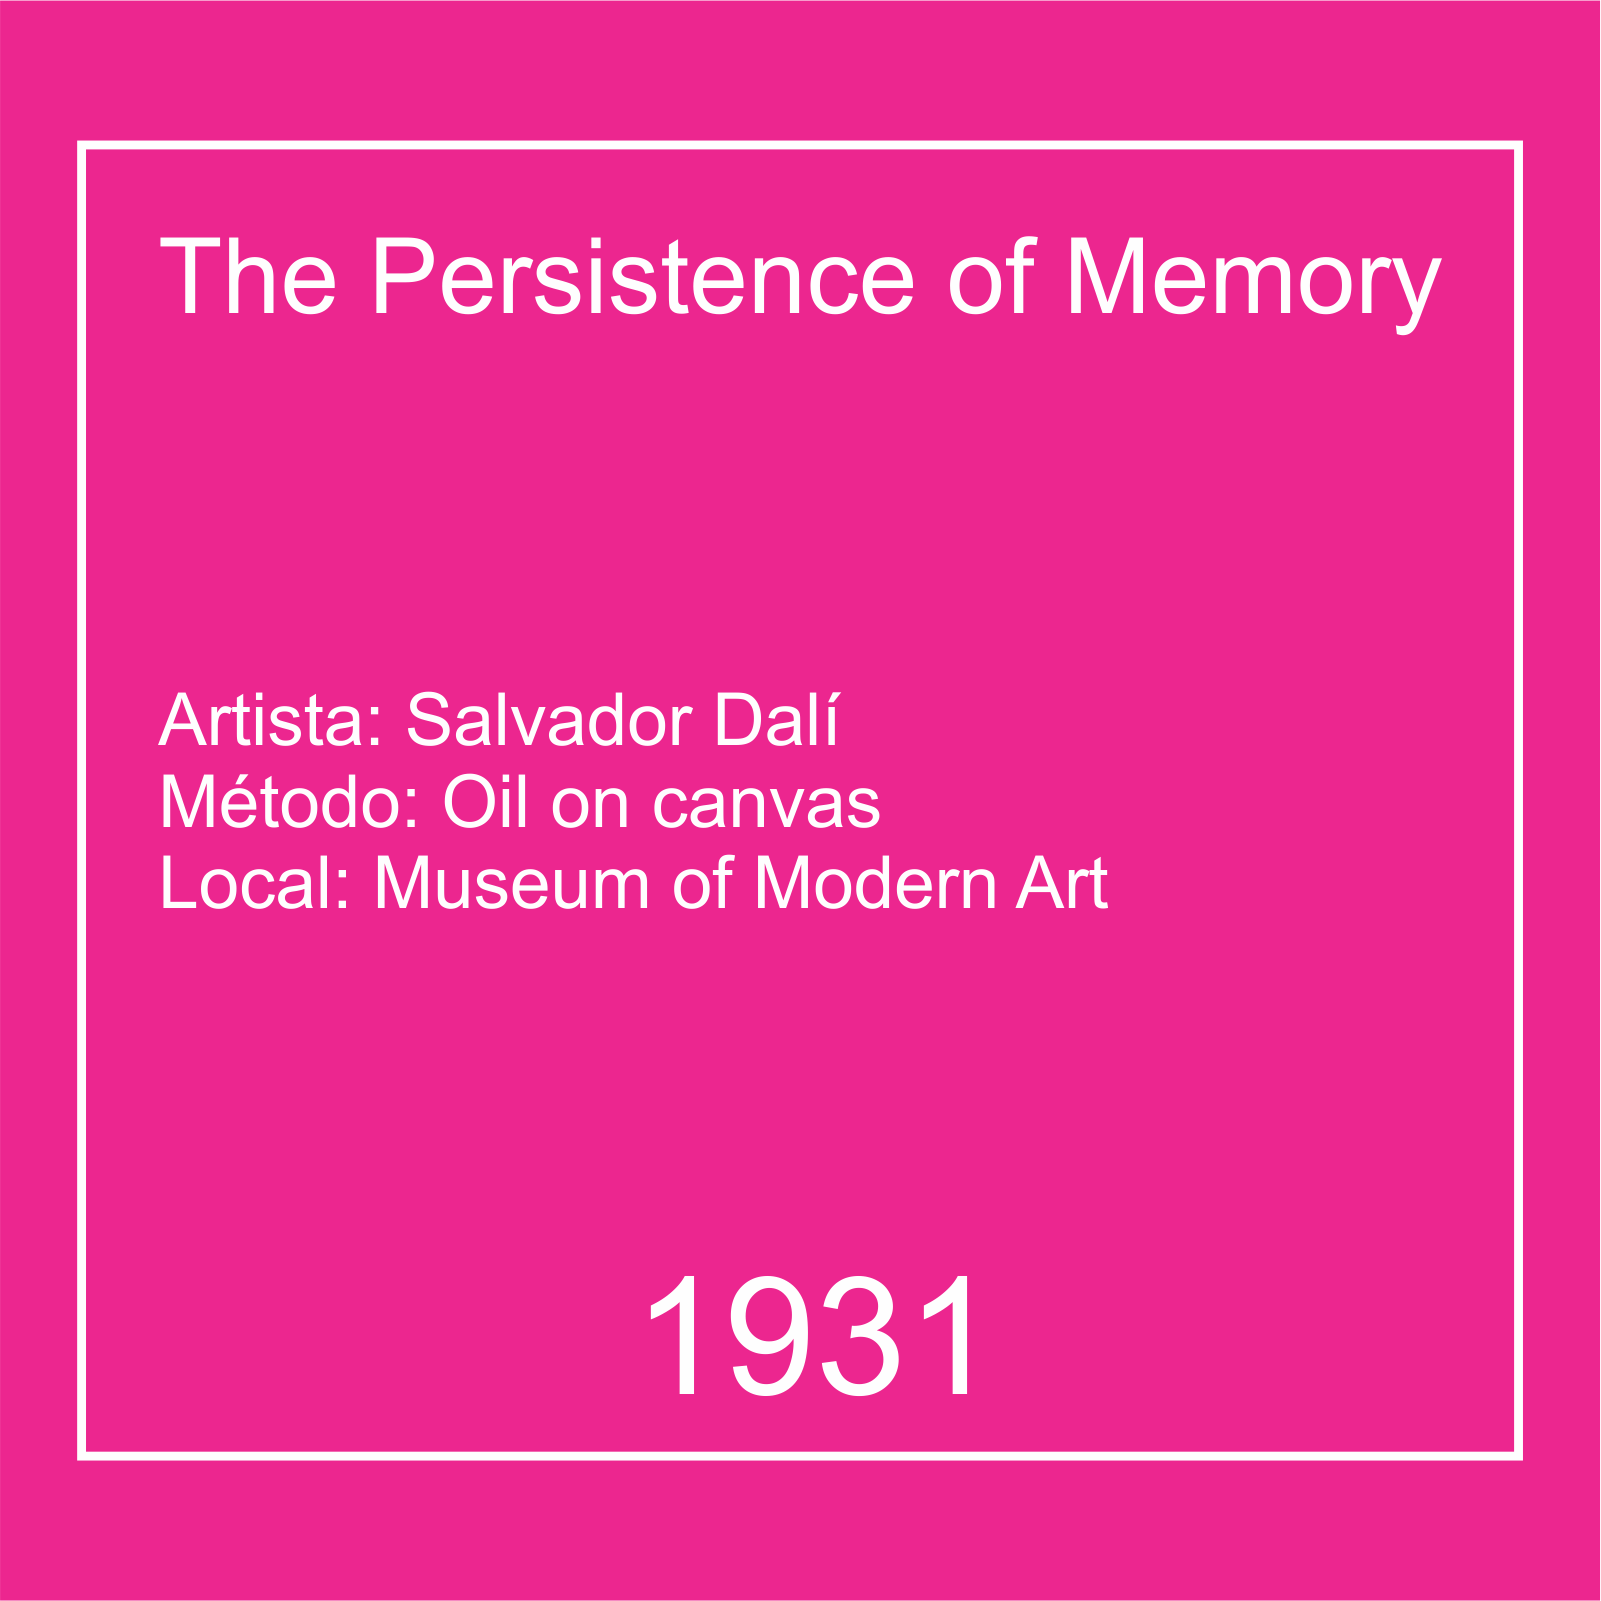 The Persistence of Memory
Artista: Salvador Dalí
Método: Oil on canvas
Local: Museum of Modern Art
1931